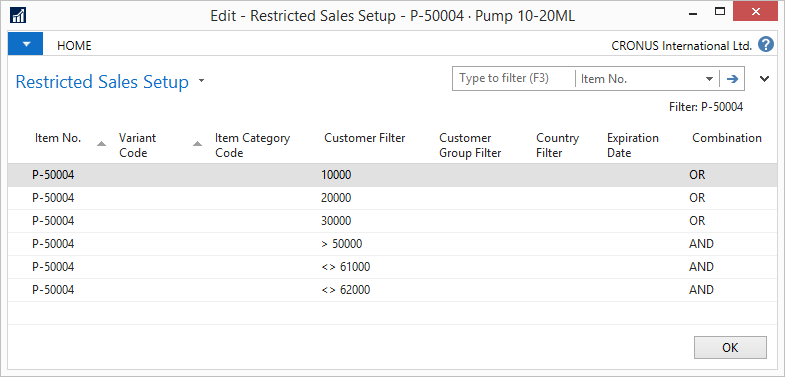 Edit - Restricted Sales Setup - P-50004 · Pump 10-20ML
HOME
CRONUS International Ltd.
?
Restricted Sales Setup
Type to filter (F3)
Item No.
Filter: P-50004
Item No. Variant Code Item Category Code Customer Filter Customer Group Filter Country Filter Expiration Date Combination
P-50004 10000 OR
P-50004 20000 OR
P-50004 30000 OR
P-50004 > 50000 AND
P-50004 <> 61000 AND
P-50004 <> 62000 AND
OK